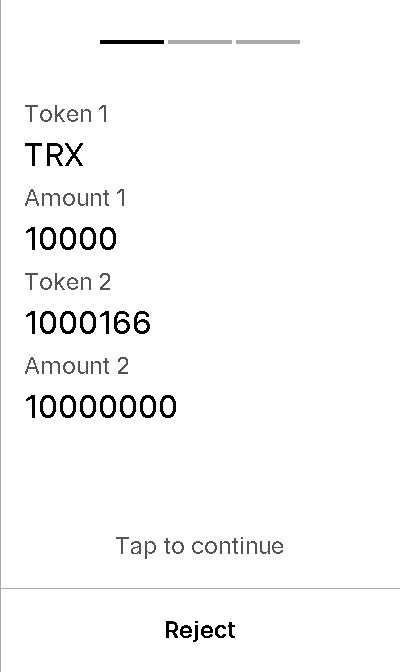 Token 1
TRX
Amount 1
10000
Token 2
1000166
Amount 2
10000000
Tap to continue
Reject